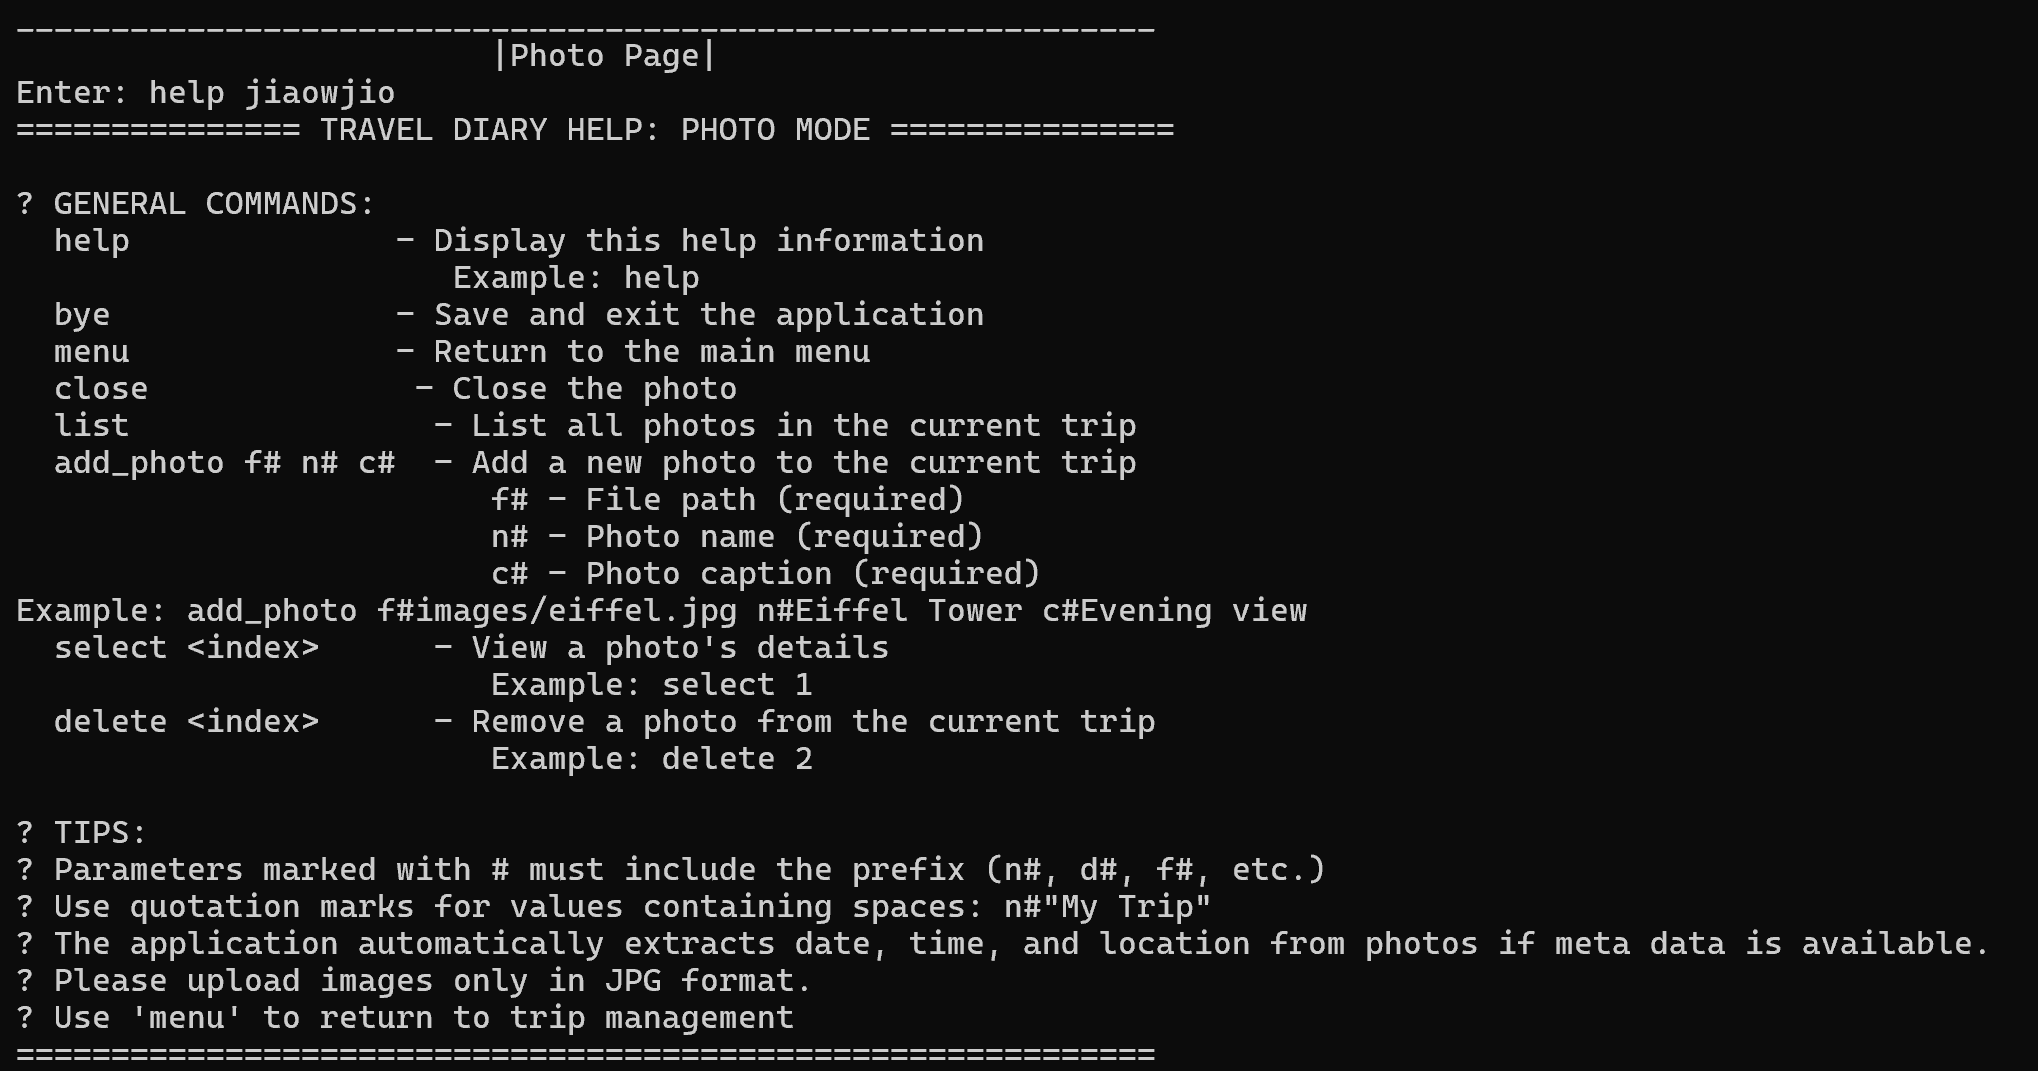 ------------------------------------------------------------
                         |Photo Page|
Enter: help jiaowjio
=============== TRAVEL DIARY HELP: PHOTO MODE ===============

? GENERAL COMMANDS:
  help              - Display this help information
                       Example: help
  bye               - Save and exit the application
  menu              - Return to the main menu
  close              - Close the photo
  list                - List all photos in the current trip
  add_photo f# n# c#  - Add a new photo to the current trip
                         f# - File path (required)
                         n# - Photo name (required)
                         c# - Photo caption (required)
Example: add_photo f#images/eiffel.jpg n#Eiffel Tower c#Evening view
  select <index>      - View a photo's details
                         Example: select 1
  delete <index>      - Remove a photo from the current trip
                         Example: delete 2

? TIPS:
? Parameters marked with # must include the prefix (n#, d#, f#, etc.)
? Use quotation marks for values containing spaces: n#"My Trip"
? The application automatically extracts date, time, and location from photos if meta data is available.
? Please upload images only in JPG format.
? Use 'menu' to return to trip management
============================================================